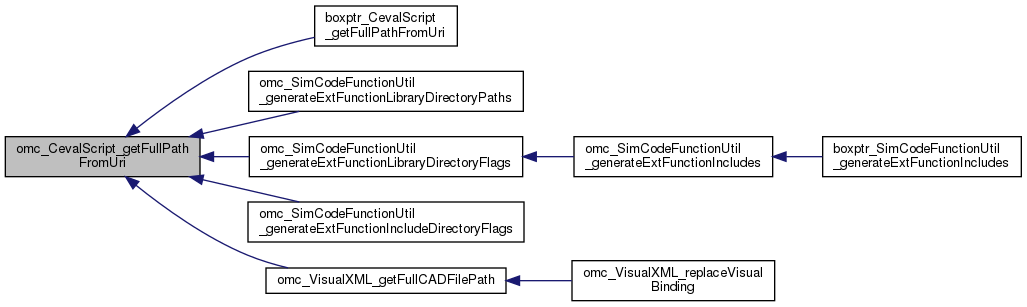 boxptr_CevalScript
_getFullPathFromUri
omc_SimCodeFunctionUtil
_generateExtFunctionLibraryDirectoryPaths
omc_CevalScript_getFullPath
FromUri
omc_SimCodeFunctionUtil
_generateExtFunctionLibraryDirectoryFlags
omc_SimCodeFunctionUtil
_generateExtFunctionIncludes
boxptr_SimCodeFunctionUtil
_generateExtFunctionIncludes
omc_SimCodeFunctionUtil
_generateExtFunctionIncludeDirectoryFlags
omc_VisualXML_getFullCADFilePath
omc_VisualXML_replaceVisual
Binding